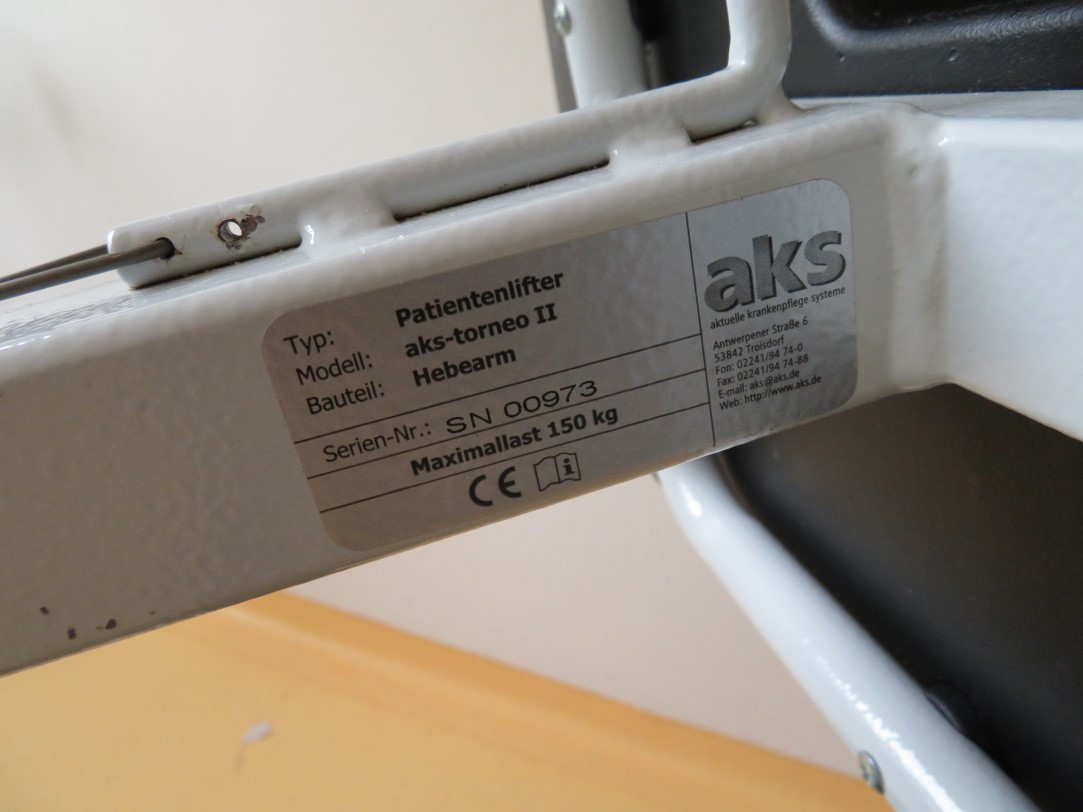 Typ: Patientenlifter
Modell: aks-torneo II
Bauteil: Hebearm
Serien-Nr.: SN 00973
Maximallast 150 kg
CE
aks
aktuelle krankenpflege systeme
Antwerpener Straße 6
53842 Troisdorf
Fon: 02241/94 74-0
Fax: 02241/94 74-88
E-mail: aks@aks.de
Web: http://www.aks.de